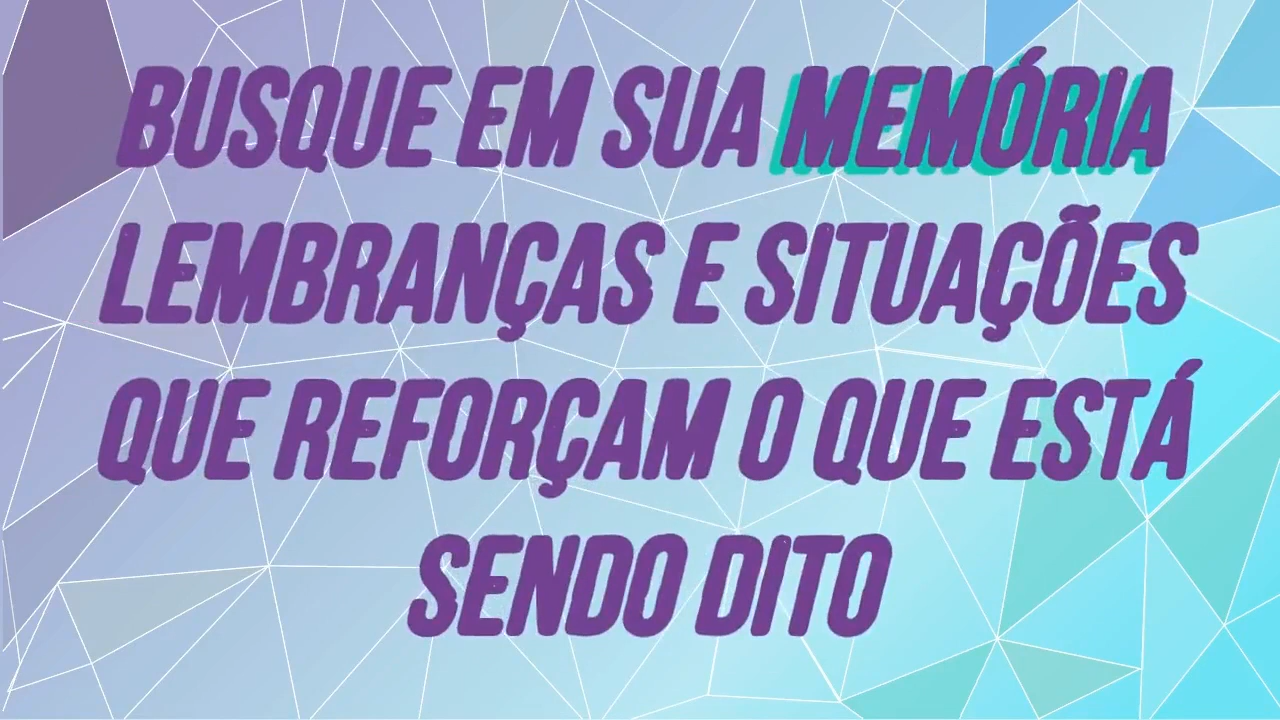 BUSQUE EM SUA MEMÓRIA
LEMBRANÇAS E SITUAÇÕES
QUE REFORÇAM O QUE ESTÁ
SENDO DITO